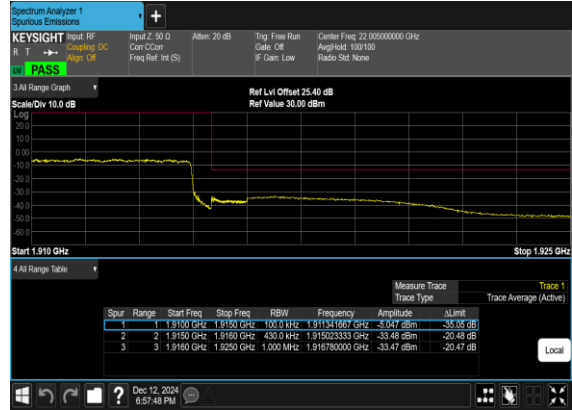 Spectrum Analyzer 1
Spurious Emissions
+
KEYSIGHT Input: RF Input Z: 50 Ω Atten: 20 dB Trig: Free Run Center Freq: 22.005000000 GHz
R T Coupling: DC Corr CCorr Gate: Off Avg|Hold: 100/100
Align: Off Freq Ref: Int (S) IF Gain: Low Radio Std: None
PASS
3 All Range Graph
Ref Lvl Offset 25.40 dB
Scale/Div 10.0 dB Ref Value 30.00 dBm
Log
20.0
10.0
0.00
-10.0
-20.0
-30.0
-40.0
-50.0
-60.0
Start 1.910 GHz Stop 1.925 GHz
4 All Range Table
Measure Trace Trace 1
Trace Type Trace Average (Active)
Spur Range Start Freq Stop Freq RBW Frequency Amplitude ΔLimit
1 1 1.9100 GHz 1.9150 GHz 100.0 kHz 1.911341667 GHz -5.047 dBm -35.05 dB
2 2 1.9150 GHz 1.9160 GHz 430.0 kHz 1.915023333 GHz -33.48 dBm -20.48 dB
3 3 1.9160 GHz 1.9250 GHz 1.000 MHz 1.916780000 GHz -33.47 dBm -20.47 dB
Local
? Dec 12, 2024
6:57:48 PM